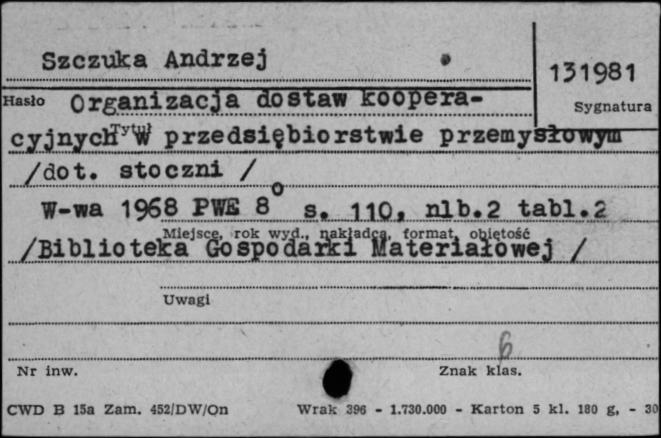 Szczuka Andrzej
131981
Hasło Organizacja dostaw koopera-
Sygnatura
cyjnych Tytuł w przedsiębiorstwie przemysłowym
/dot. stoczni /
W-wa 1968 PWE 8° s. 110, nlb.2 tabl.2
Miejsce, rok wyd., nakładca, format, objętość
/Biblioteka Gospodarki Materiałowej /
Uwagi
6
Nr inw. Znak klas.
CWD B 15a Zam. 452/DW/On Wrak 396 - 1.730.000 - Karton 5 kl. 180 g, - 30